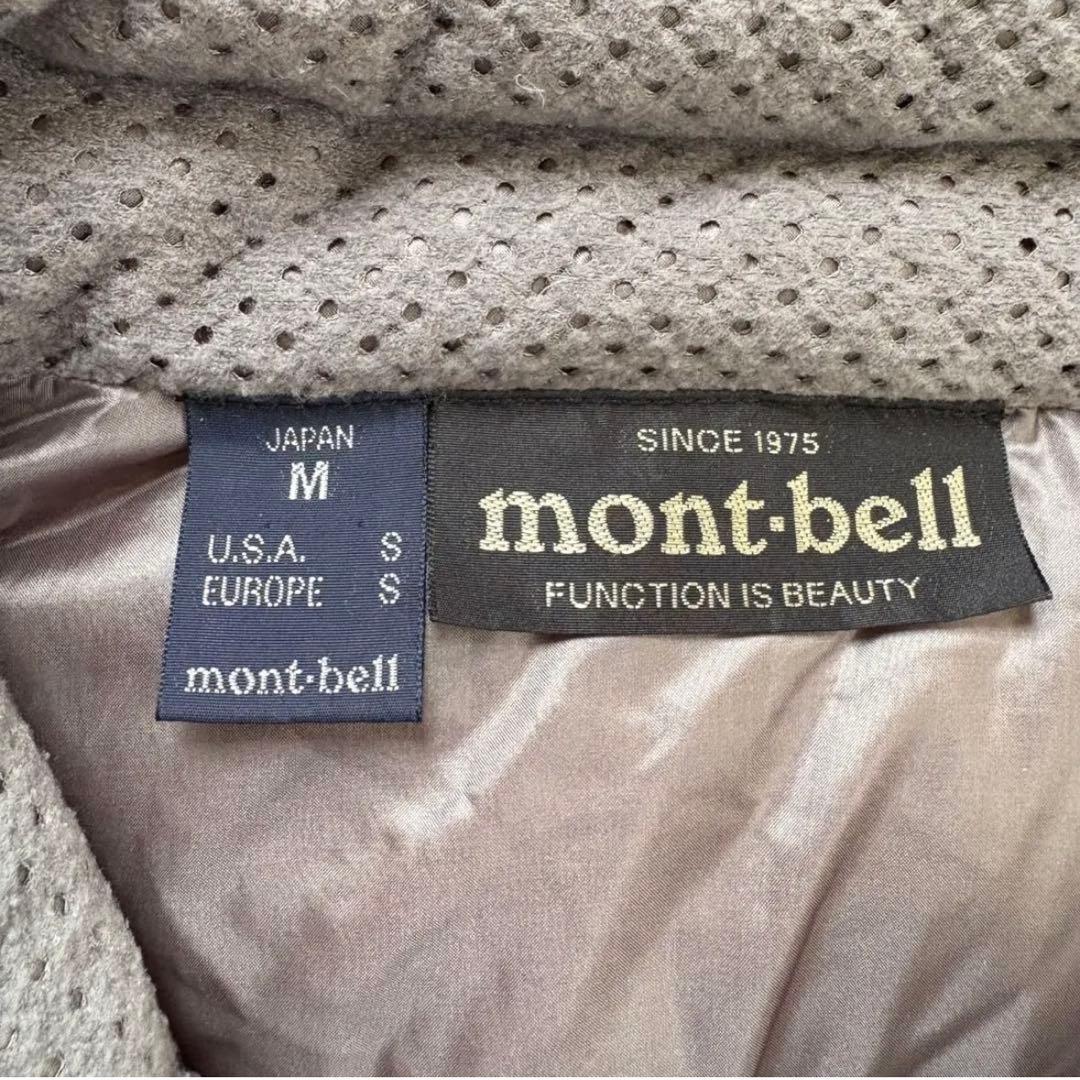 JAPAN
M
U.S.A. S
EUROPE S
mont·bell
SINCE 1975
mont·bell
FUNCTION IS BEAUTY